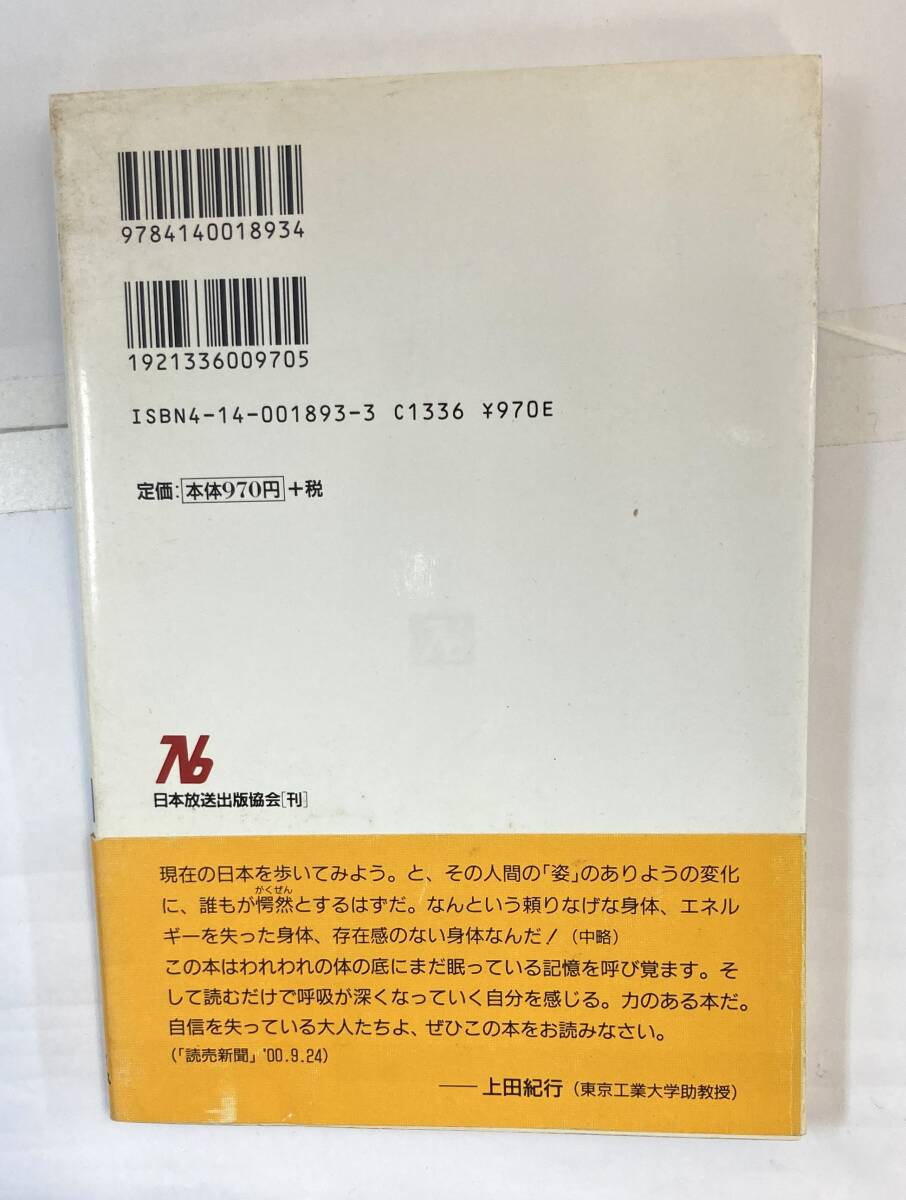 9784140018934
1921336009705
ISBN4-14-001893-3 C1336 ¥970E
定価：本体970円+税
日本放送出版協会[刊]
現在の日本を歩いてみよう。と、その人間の「姿」のありようの変化
がくぜん
に、誰もが愕然とするはずだ。なんという頼りなげな身体、エネル
ギーを失った身体、存在感のない身体なんだ!（中略）
この本はわれわれの体の底にまだ眠っている記憶を呼び覚ます。そ
して読むだけで呼吸が深くなっていく自分を感じる。力のある本だ。
自信を失っている大人たちよ、ぜひこの本をお読みなさい。
（「読売新聞」'00.9.24）
──上田紀行（東京工業大学助教授）